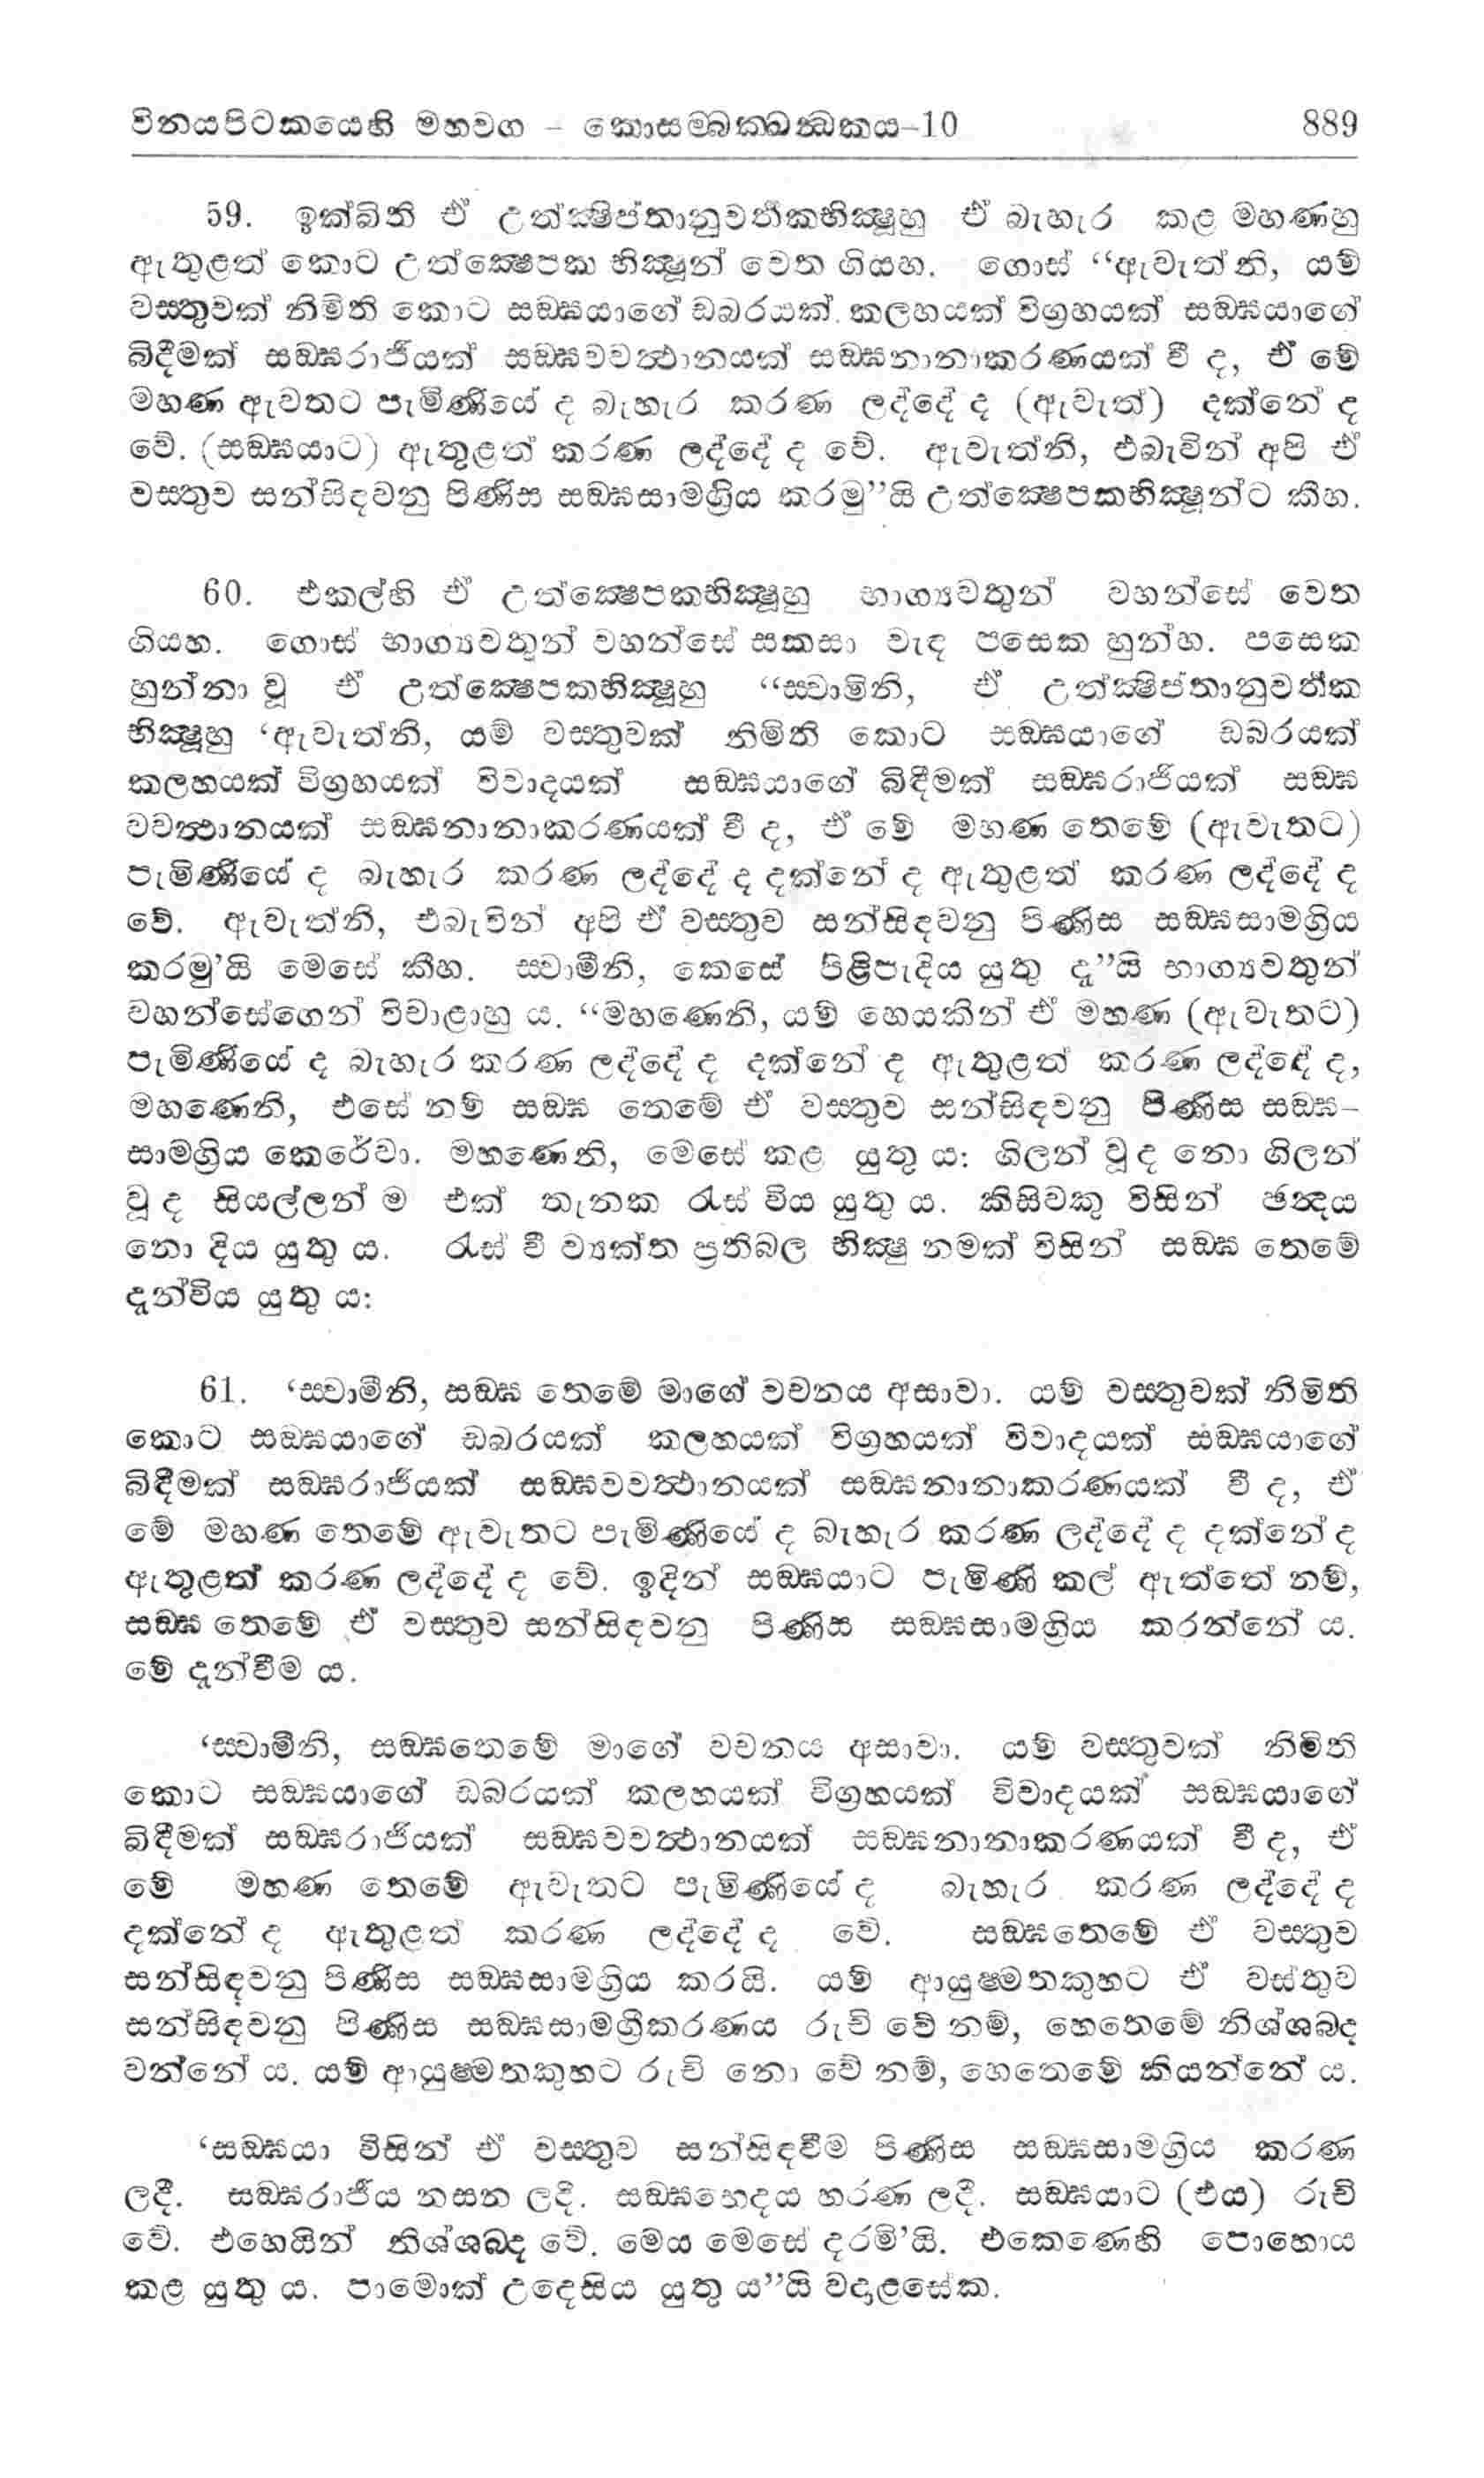 විනයපිටකයෙහි මහවග – කොසම්බක්ඛන්ධකය–10 889
59. ඉක්බිති ඒ උත්ක්‍ෂිප්තානුවර්තකභික්‍ෂූහු ඒ බැහැර කළ මහණහු
ඇතුළත් කොට උත්ක්‍ෂෙපක භික්‍ෂූන් වෙත ගියහ. ගොස් “ඇවැත්නි, යම්
වස්තුවක් නිමිති කොට සඞ්ඝයාගේ ඩබරයක් කලහයක් විග්‍රහයක් සඞ්ඝයාගේ
බිදීමක් සඞ්ඝරාජියක් සඞ්ඝවවත්‍ථානයක් සඞ්ඝනානාකරණයක් වී ද, ඒ මේ
මහණ ඇවතට පැමිණියේ ද බැහැර කරණ ලද්දේ ද (ඇවැත්) දක්නේ ද
වේ. (සඞ්ඝයාට) ඇතුළත් කරණ ලද්දේ ද වේ. ඇවැත්නි, එබැවින් අපි ඒ
වස්තුව සන්සිඳවනු පිණිස සඞ්ඝසාමග්‍රිය කරමු”යි උත්ක්‍ෂෙපකභික්‍ෂූන්ට කීහ.
60. එකල්හි ඒ උත්ක්‍ෂෙපකභික්‍ෂූහු භාග්‍යවතුන් වහන්සේ වෙත
ගියහ. ගොස් භාග්‍යවතුන් වහන්සේ සකසා වැඳ පසෙක හුන්හ. පසෙක
හුන්නා වූ ඒ උත්ක්‍ෂෙපකභික්‍ෂූහු “ස්වාමිනි, ඒ උත්ක්‍ෂිප්තානුවර්තක
භික්‍ෂූහු ‘ඇවැත්නි, යම් වස්තුවක් නිමිති කොට සඞ්ඝයාගේ ඩබරයක්
කලහයක් විග්‍රහයක් විවාදයක් සඞ්ඝයාගේ බිඳීමක් සඞ්ඝරාජියක් සඞ්ඝ
වවත්‍ථානයක් සඞ්ඝනානාකරණයක් වී ද, ඒ මේ මහණ තෙමේ (ඇවැතට)
පැමිණියේ ද බැහැර කරණ ලද්දේ ද දක්නේ ද ඇතුළත් කරණ ලද්දේ ද
වේ. ඇවැත්නි, එබැවින් අපි ඒ වස්තුව සන්සිඳවනු පිණිස සඞ්ඝසාමග්‍රිය
කරමු’යි මෙසේ කීහ. ස්වාමීනි, කෙසේ පිළිපැදිය යුතු දැ”යි භාග්‍යවතුන්
වහන්සේගෙන් විචාළාහු ය. “මහණෙනි, යම් හෙයකින් ඒ මහණ (ඇවැතට)
පැමිණියේ ද බැහැර කරණ ලද්දේ ද දක්නේ ද ඇතුළත් කරණ ලද්දේ ද,
මහණෙනි, එසේ නම් සඞ්ඝ තෙමේ ඒ වස්තුව සන්සිඳවනු පිණිස සඞ්ඝ–
සාමග්‍රිය කෙරේවා. මහණෙනි, මෙසේ කළ යුතු ය: ගිලන් වූ ද නො ගිලන්
වූ ද සියල්ලන් ම එක් තැනක රැස් විය යුතු ය. කිසිවකු විසින් ඡන්‍දය
නො දිය යුතු ය. රැස් වී ව්‍යක්ත ප්‍රතිබල භික්‍ෂු නමක් විසින් සඞ්ඝ තෙමේ
දැන්විය යුතු ය:
61. ‘ස්වාමීනි, සඞ්ඝ තෙමේ මාගේ වචනය අසාවා. යම් වස්තුවක් නිමිති
කොට සඞ්ඝයාගේ ඩබරයක් කලහයක් විග්‍රහයක් විවාදයක් සඞ්ඝයාගේ
බිඳීමක් සඞ්ඝරාජියක් සඞ්ඝවවත්‍ථානයක් සඞ්ඝනානාකරණයක් වී ද, ඒ
මේ මහණ තෙමේ ඇවැතට පැමිණියේ ද බැහැර කරණ ලද්දේ ද දක්නේ ද
ඇතුළත් කරණ ලද්දේ ද වේ. ඉදින් සඞ්ඝයාට පැමිණි කල් ඇත්තේ නම්,
සඞ්ඝ තෙමේ ඒ වස්තුව සන්සිඳවනු පිණිස සඞ්ඝසාමග්‍රිය කරන්නේ ය.
මේ දැන්වීම ය.
‘ස්වාමීනි, සඞ්ඝතෙමේ මාගේ වචනය අසාවා. යම් වස්තුවක් නිමිති
කොට සඞ්ඝයාගේ ඩබරයක් කලහයක් විග්‍රහයක් විවාදයක් සඞ්ඝයාගේ
බිඳීමක් සඞ්ඝරාජියක් සඞ්ඝවවත්‍ථානයක් සඞ්ඝනානාකරණයක් වී ද, ඒ
මේ මහණ තෙමේ ඇවැතට පැමිණියේ ද බැහැර කරණ ලද්දේ ද
දක්නේ ද ඇතුළත් කරණ ලද්දේ ද වේ. සඞ්ඝතෙමේ ඒ වස්තුව
සන්සිඳවනු පිණිස සඞ්ඝසාමග්‍රිය කරයි. යම් ආයුෂ්මතකුහට ඒ වස්තුව
සන්සිඳවනු පිණිස සඞ්ඝසාමග්‍රීකරණය රුචි වේ නම්, හෙතෙමේ නිශ්ශබ්ද
වන්නේ ය. යම් ආයුෂ්මතකුහට රුචි නො වේ නම්, හෙතෙමේ කියන්නේ ය.
‘සඞ්ඝයා විසින් ඒ වස්තුව සන්සිඳවීම පිණිස සඞ්ඝසාමග්‍රිය කරණ
ලදී. සඞ්ඝරාජිය නසන ලදි. සඞ්ඝභෙදය හරණ ලදි. සඞ්ඝයාට (එය) රුචි
වේ. එහෙයින් නිශ්ශබ්ද වේ. මෙය මෙසේ දරමි’යි. එකෙණෙහි පොහොය
කළ යුතු ය. පාමොක් උදෙසිය යුතු ය”යි වදාළසේක.